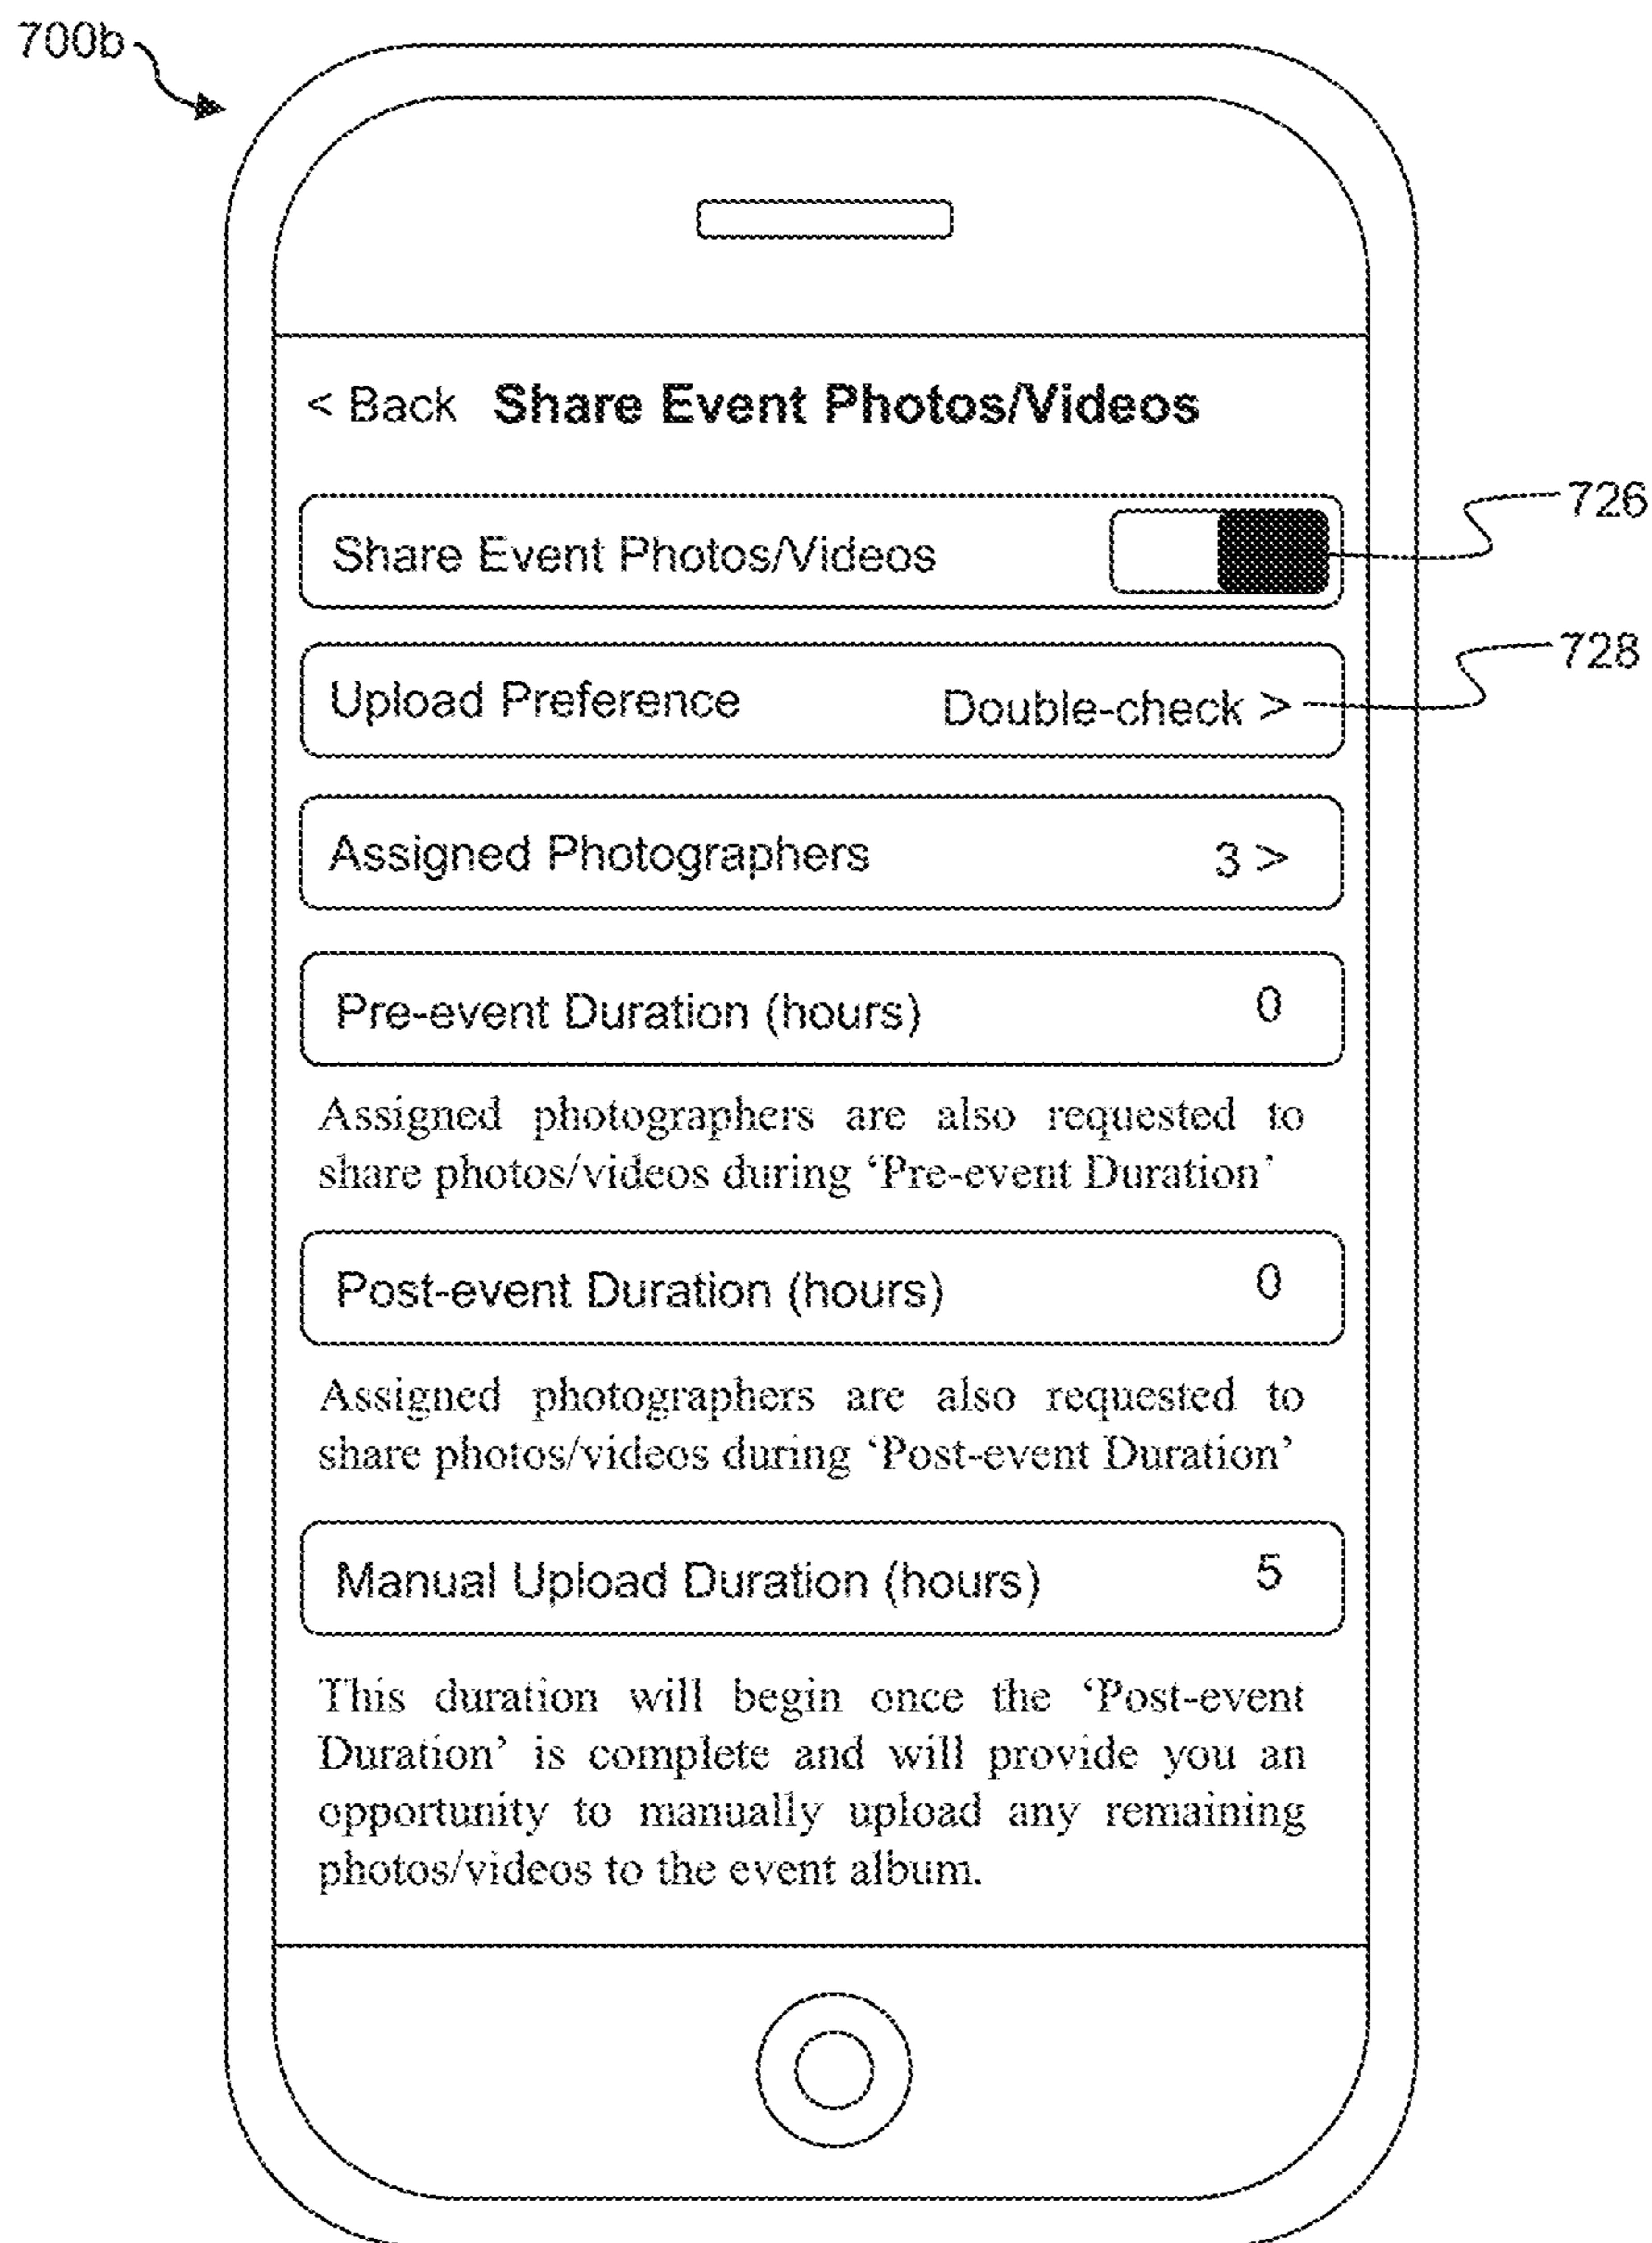 700b
< Back Share Event Photos/Videos
Share Event Photos/Videos
726
Upload Preference Double-check >
728
Assigned Photographers 3 >
Pre-event Duration (hours) 0
Assigned photographers are also requested to
share photos/videos during ‘Pre-event Duration’
Post-event Duration (hours) 0
Assigned photographers are also requested to
share photos/videos during ‘Post-event Duration’
Manual Upload Duration (hours) 5
This duration will begin once the ‘Post-event
Duration’ is complete and will provide you an
opportunity to manually upload any remaining
photos/videos to the event album.